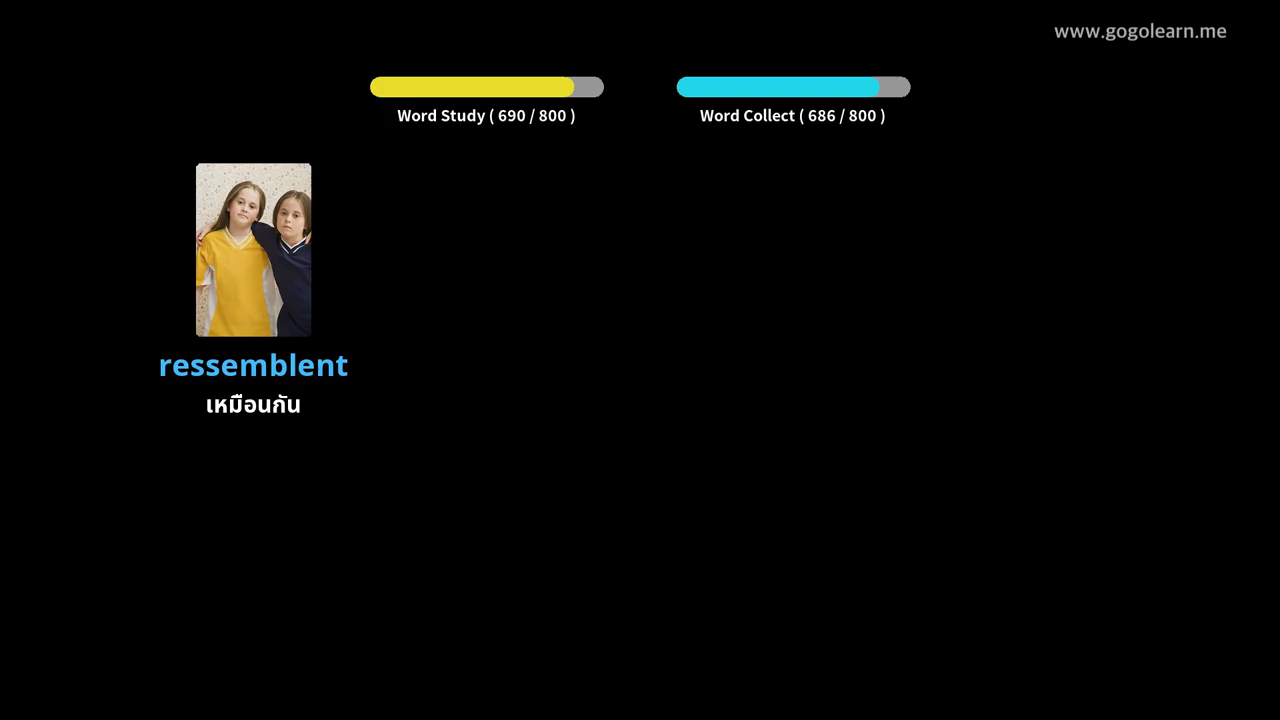 www.gogolearn.me
Word Study ( 690 / 800 )
Word Collect ( 686 / 800 )
ressemblent
เหมือนกัน